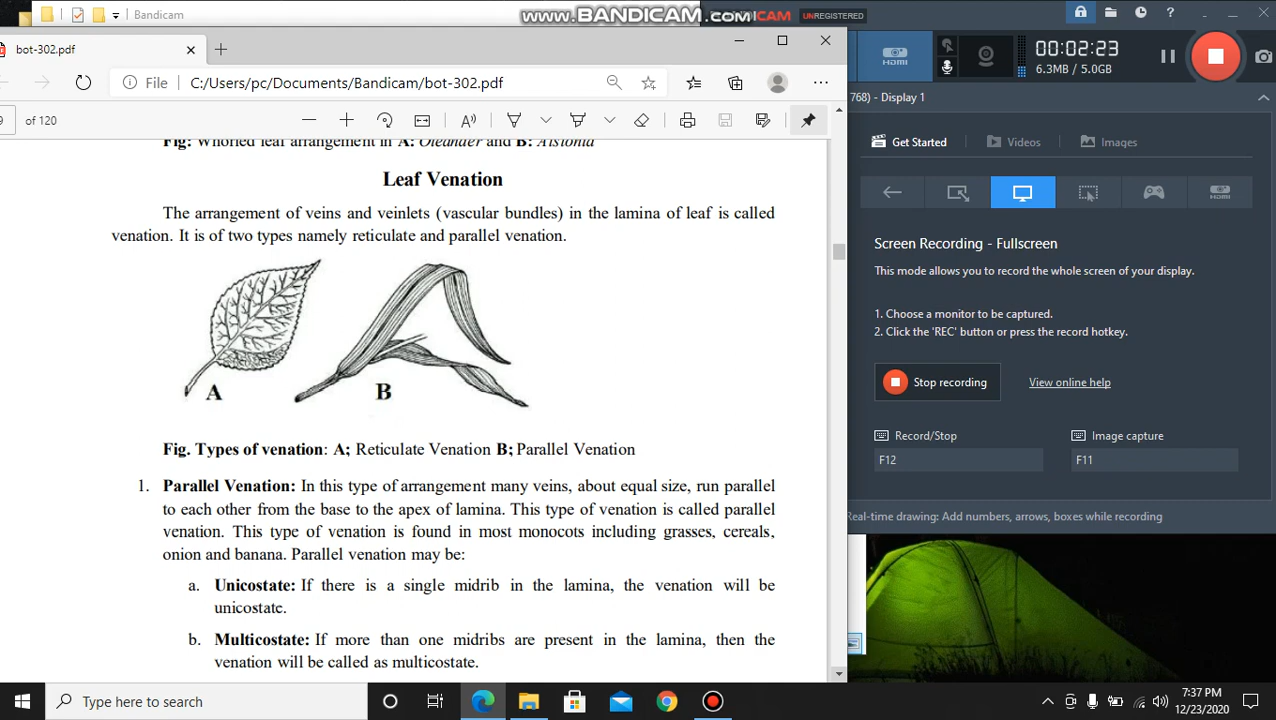 Bandicam
www.BANDICAM.com
UNREGISTERED
bot-302.pdf
File
C:/Users/pc/Documents/Bandicam/bot-302.pdf
9 of 120
Fig: Whorled leaf arrangement in A: Oleander and B: Alstonia
Leaf Venation
The arrangement of veins and veinlets (vascular bundles) in the lamina of leaf is called
venation. It is of two types namely reticulate and parallel venation.
A
B
Fig. Types of venation: A; Reticulate Venation B; Parallel Venation
1. Parallel Venation: In this type of arrangement many veins, about equal size, run parallel
to each other from the base to the apex of lamina. This type of venation is called parallel
venation. This type of venation is found in most monocots including grasses, cereals,
onion and banana. Parallel venation may be:
a. Unicostate: If there is a single midrib in the lamina, the venation will be
unicostate.
b. Multicostate: If more than one midribs are present in the lamina, then the
venation will be called as multicostate.
HDMI
00:02:23
6.3MB / 5.0GB
768) - Display 1
Get Started
Videos
Images
HDMI
Screen Recording - Fullscreen
This mode allows you to record the whole screen of your display.
1. Choose a monitor to be captured.
2. Click the 'REC' button or press the record hotkey.
Stop recording
View online help
Record/Stop
Image capture
F12
F11
Real-time drawing: Add numbers, arrows, boxes while recording
Type here to search
7:37 PM
12/23/2020